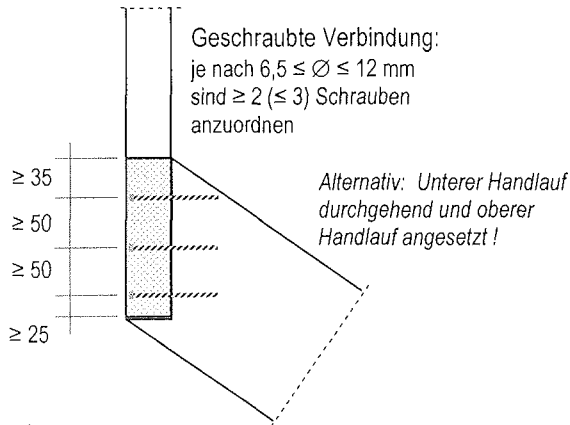 Geschraubte Verbindung:
je nach 6,5 ≤ Ø ≤ 12 mm
sind ≥ 2 (≤ 3) Schrauben
anzuordnen
Alternativ: Unterer Handlauf
durchgehend und oberer
Handlauf angesetzt !
≥ 35
≥ 50
≥ 50
≥ 25